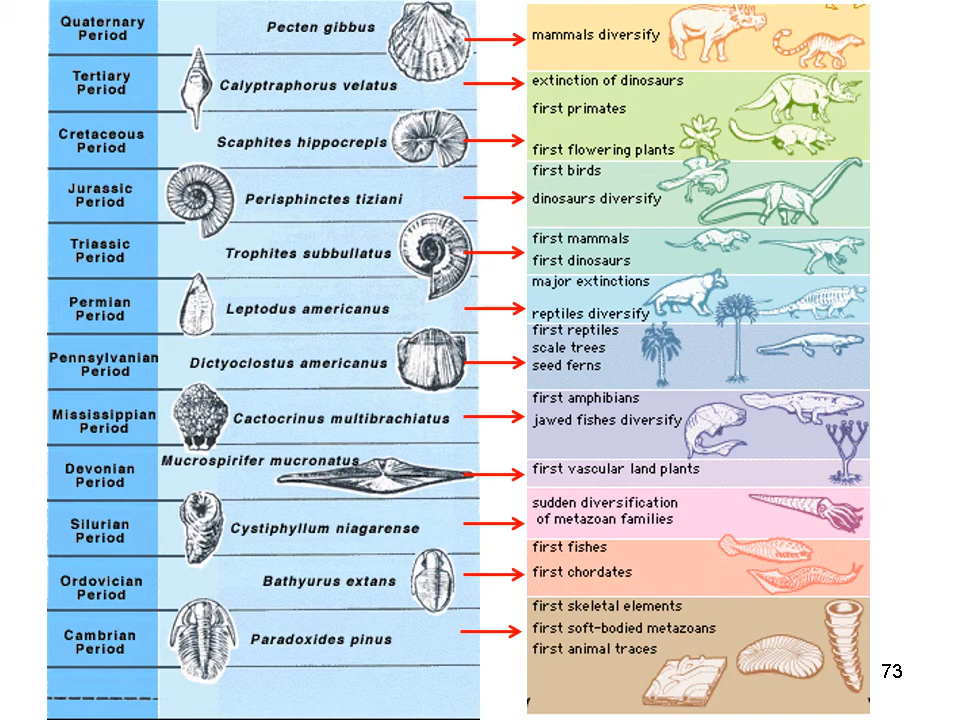 Quaternary
Period
Pecten gibbus
mammals diversify
Tertiary
Period
Calyptraphorus velatus
extinction of dinosaurs
first primates
Cretaceous
Period
Scaphites hippocrepis
first flowering plants
Jurassic
Period
Perisphinctes tiziani
first birds
dinosaurs diversify
Triassic
Period
Trophites subbullatus
first mammals
first dinosaurs
Permian
Period
Leptodus americanus
major extinctions
reptiles diversify
Pennsylvanian
Period
Dictyoclostus americanus
first reptiles
scale trees
seed ferns
Mississippian
Period
Cactocrinus multibrachiatus
first amphibians
jawed fishes diversify
Devonian
Period
Mucrospirifer mucronatus
first vascular land plants
Silurian
Period
Cystiphyllum niagarense
sudden diversification
of metazoan families
Ordovician
Period
Bathyurus extans
first fishes
first chordates
Cambrian
Period
Paradoxides pinus
first skeletal elements
first soft-bodied metazoans
first animal traces
73